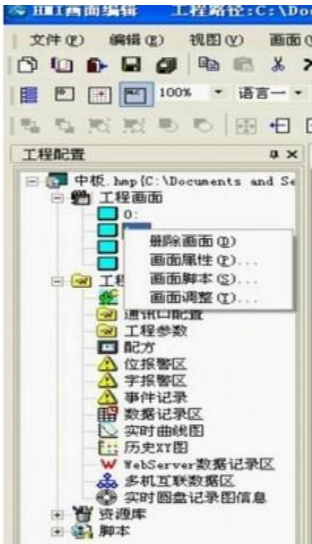 HMI画面编辑 工程路径:C:\Do
文件(F) 编辑(E) 视图(V) 画面(
100% 语言一
工程配置
中板.hmp{C:\Documents and Se
工程画面
0:
删除画面(D)
画面属性(P)...
工
画面脚本(S)...
画面调整(T)...
通讯口配置
工程参数
配方
位报警区
字报警区
事件记录
数据记录区
实时曲线图
历史XY图
WebServer数据记录区
多机互联数据区
实时圆盘记录图信息
资源库
脚本